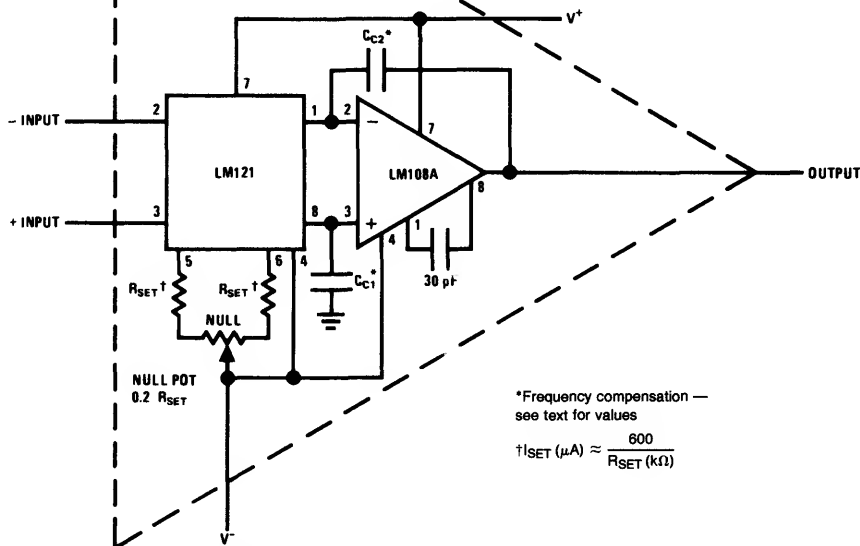 V+
CC2*
7
2
1
2
− INPUT
−
7
LM121
LM108A
OUTPUT
8
3
8
3
+ INPUT
+
1
4
5
6
4
CC1*
30 pF
RSET†
RSET†
NULL
NULL POT
0.2 RSET
*Frequency compensation —
see text for values
†ISET (μA) ≈ 600
RSET (kΩ)
V−